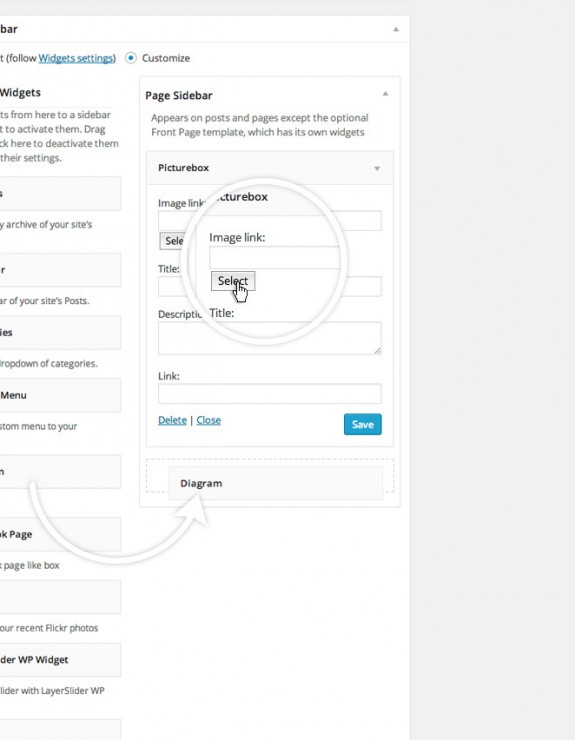 bar
t (follow Widgets settings) Customize
Widgets
ts from here to a sidebar
t to activate them. Drag
ck here to deactivate them
their settings.
s
y archive of your site's
r
ar of your site's Posts.
ies
dropdown of categories.
Menu
stom menu to your
n
ok Page
k page like box
our recent Flickr photos
der WP Widget
lider with LayerSlider WP
Page Sidebar
Appears on posts and pages except the optional
Front Page template, which has its own widgets
Picturebox
Image link
Sele
Title:
Descriptio
Link:
Delete | Close
Save
Diagram
cturebox
Image link:
Select
Title: